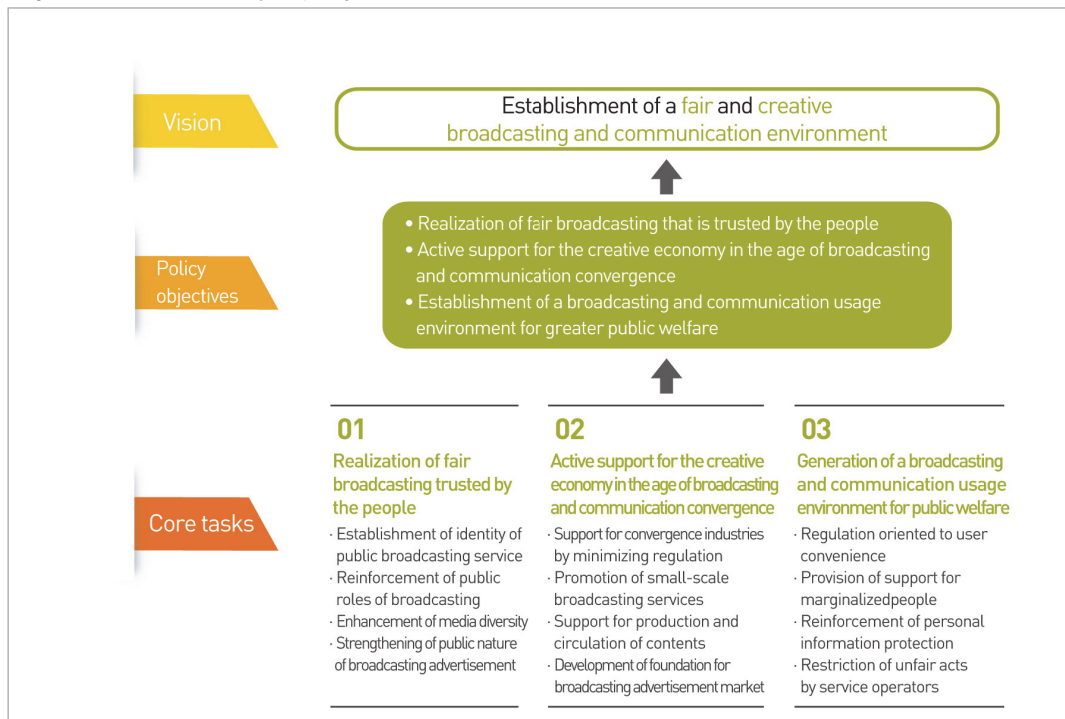 Vision
Establishment of a fair and creative
broadcasting and communication environment
Policy
objectives
• Realization of fair broadcasting that is trusted by the people
• Active support for the creative economy in the age of broadcasting
and communication convergence
• Establishment of a broadcasting and communication usage
environment for greater public welfare
Core tasks
01
Realization of fair
broadcasting trusted by
the people
· Establishment of identity of
public broadcasting service
· Reinforcement of public
roles of broadcasting
· Enhancement of media diversity
· Strengthening of public nature
of broadcasting advertisement
02
Active support for the creative
economy in the age of broadcasting
and communication convergence
· Support for convergence industries
by minimizing regulation
· Promotion of small-scale
broadcasting services
· Support for production and
circulation of contents
· Development of foundation for
broadcasting advertisement market
03
Generation of a broadcasting
and communication usage
environment for public welfare
· Regulation oriented to user
convenience
· Provision of support for
marginalizedpeople
· Reinforcement of personal
information protection
· Restriction of unfair acts
by service operators